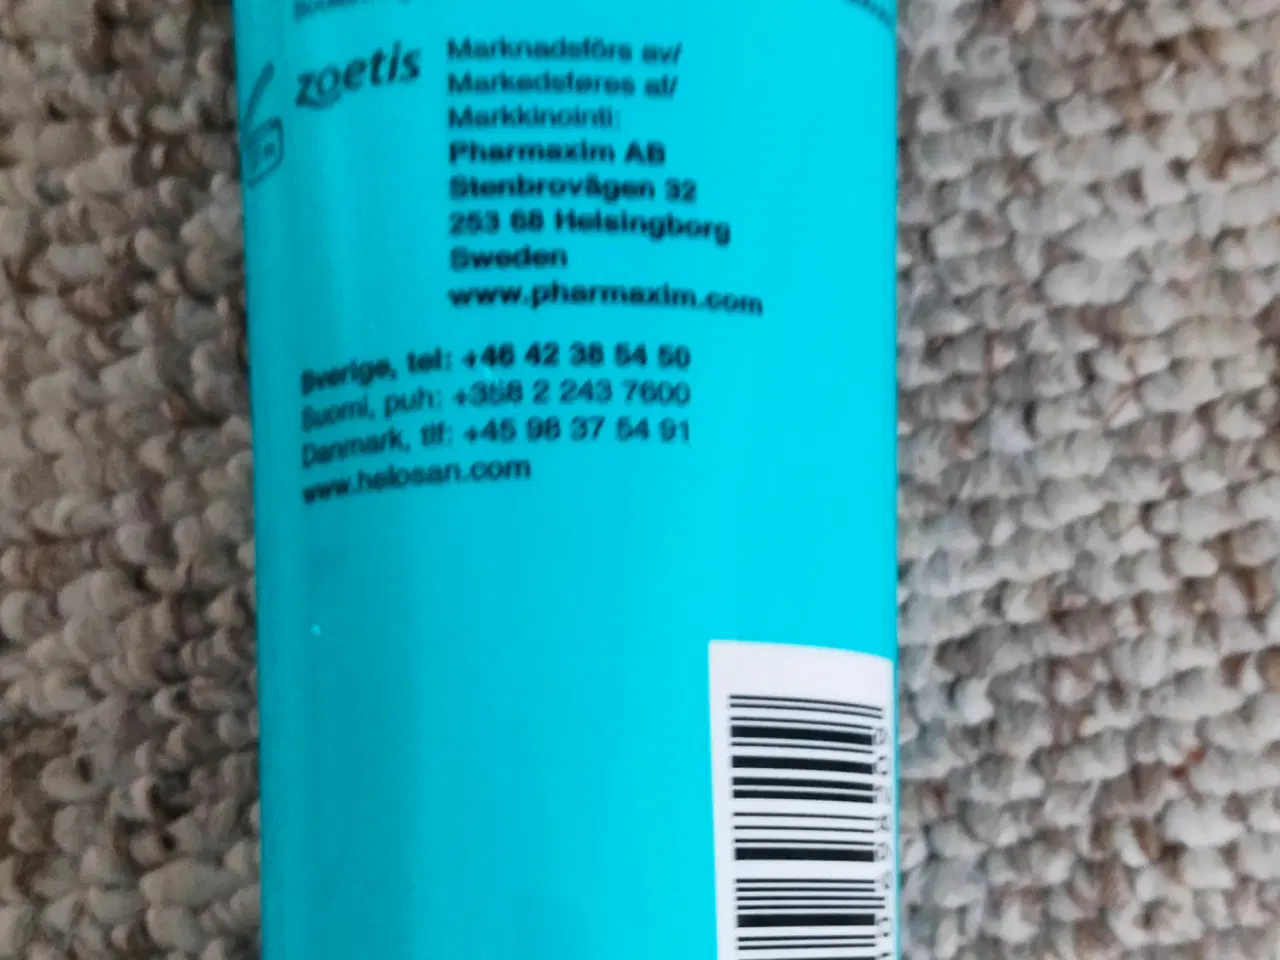 zoetis
Marknadsförs av/
Markedsføres af/
Markkinointi:
Pharmaxim AB
Stenbrovägen 32
253 68 Helsingborg
Sweden
www.pharmaxim.com
Sverige, tel: +46 42 38 54 50
Suomi, puh: +358 2 243 7600
Danmark, tlf: +45 98 37 54 91
www.helosan.com